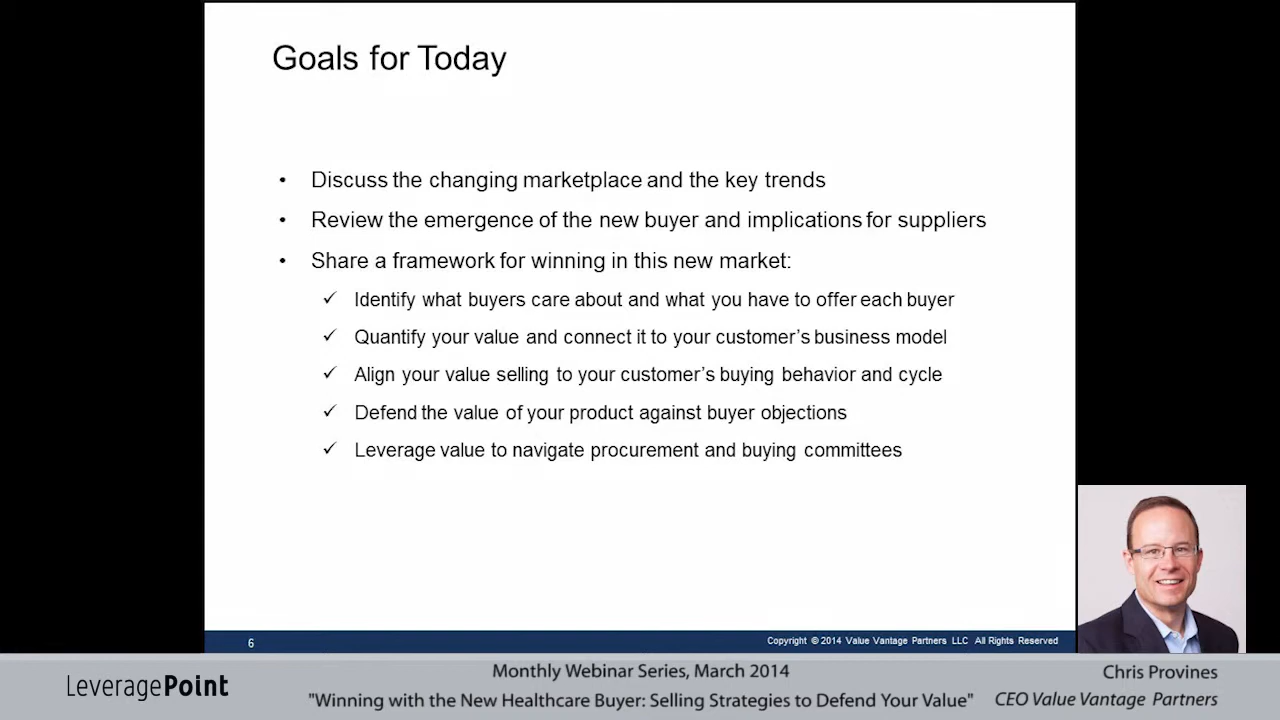 Goals for Today
• Discuss the changing marketplace and the key trends
• Review the emergence of the new buyer and implications for suppliers
• Share a framework for winning in this new market:
✓ Identify what buyers care about and what you have to offer each buyer
✓ Quantify your value and connect it to your customer's business model
✓ Align your value selling to your customer's buying behavior and cycle
✓ Defend the value of your product against buyer objections
✓ Leverage value to navigate procurement and buying committees
6
Copyright © 2014 Value Vantage Partners LLC All Rights Reserved
LeveragePoint
Monthly Webinar Series, March 2014
"Winning with the New Healthcare Buyer: Selling Strategies to Defend Your Value"
Chris Provines
CEO Value Vantage Partners